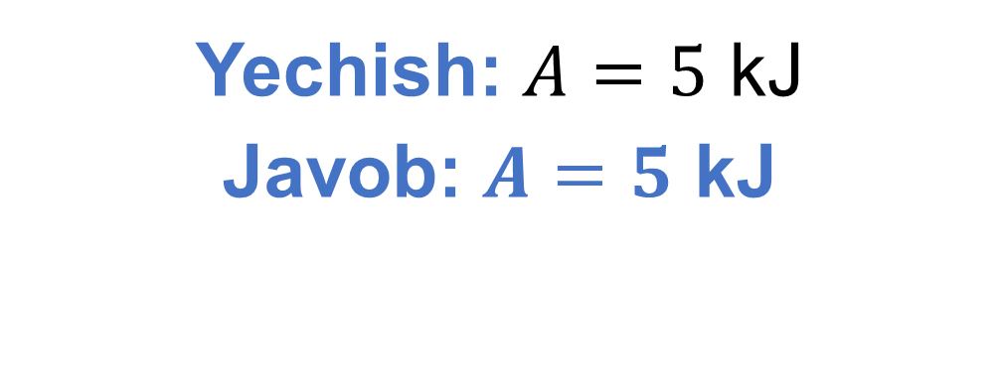 Yechish: A = 5 kJ
Javob: A = 5 kJ